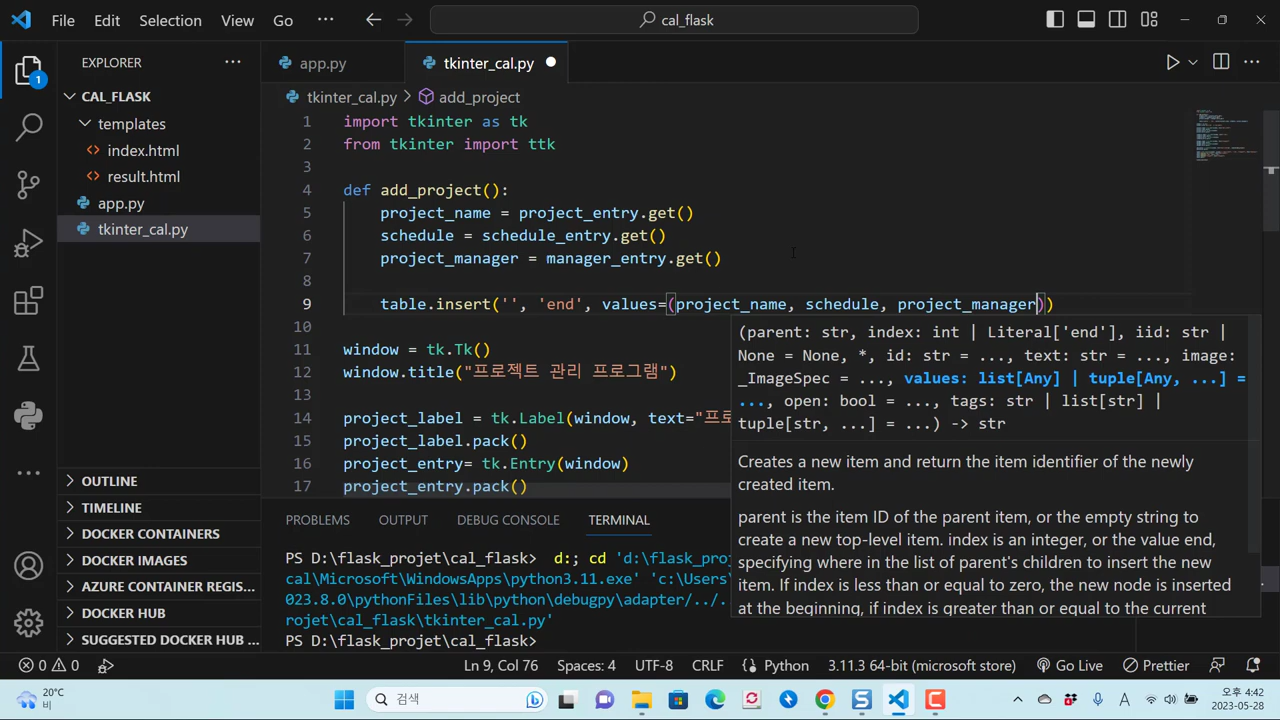 File Edit Selection View Go ··· cal_flask
EXPLORER ···
1
CAL_FLASK
templates
index.html
result.html
app.py
tkinter_cal.py
OUTLINE
TIMELINE
DOCKER CONTAINERS
DOCKER IMAGES
AZURE CONTAINER REGIS...
DOCKER HUB
SUGGESTED DOCKER HUB ...
app.py tkinter_cal.py
tkinter_cal.py > add_project
1 import tkinter as tk
2 from tkinter import ttk
3
4 def add_project():
5 project_name = project_entry.get()
6 schedule = schedule_entry.get()
7 project_manager = manager_entry.get()
8
9 table.insert('', 'end', values=(project_name, schedule, project_manager))
10
11 window = tk.Tk()
12 window.title("프로젝트 관리 프로그램")
13
14 project_label = tk.Label(window, text="프로
15 project_label.pack()
16 project_entry= tk.Entry(window)
17 project_entry.pack()
(parent: str, index: int | Literal['end'], iid: str |
None = None, *, id: str = ..., text: str = ..., image:
_ImageSpec = ..., values: list[Any] | tuple[Any, ...] =
..., open: bool = ..., tags: str | list[str] |
tuple[str, ...] = ...) -> str
Creates a new item and return the item identifier of the newly
created item.
parent is the item ID of the parent item, or the empty string to
create a new top-level item. index is an integer, or the value end,
specifying where in the list of parent's children to insert the new
item. If index is less than or equal to zero, the new node is inserted
at the beginning, if index is greater than or equal to the current
PROBLEMS OUTPUT DEBUG CONSOLE TERMINAL
PS D:\flask_projet\cal_flask> d:; cd 'd:\flask_proj
cal\Microsoft\WindowsApps\python3.11.exe' 'c:\Users\
023.8.0\pythonFiles\lib\python\debugpy\adapter/../.
rojet\cal_flask\tkinter_cal.py'
PS D:\flask_projet\cal_flask>
0 0 Ln 9, Col 76 Spaces: 4 UTF-8 CRLF Python 3.11.3 64-bit (microsoft store) Go Live Prettier
20°C
비
검색
A
오후 4:42
2023-05-28